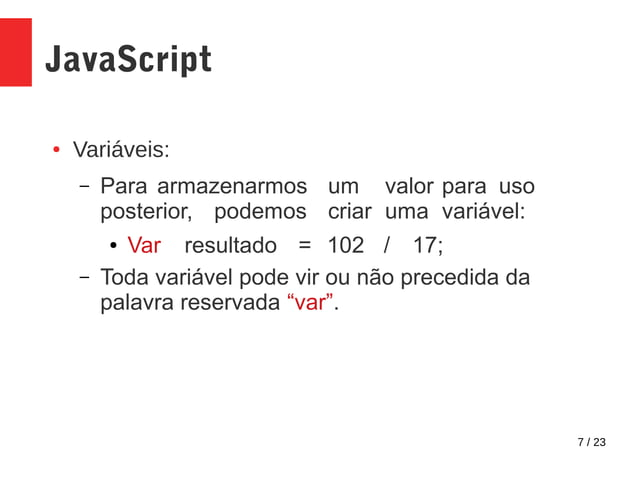 JavaScript
● Variáveis:
– Para armazenarmos um valor para uso
posterior, podemos criar uma variável:
● Var resultado = 102 / 17;
– Toda variável pode vir ou não precedida da
palavra reservada “var”.
7 / 23